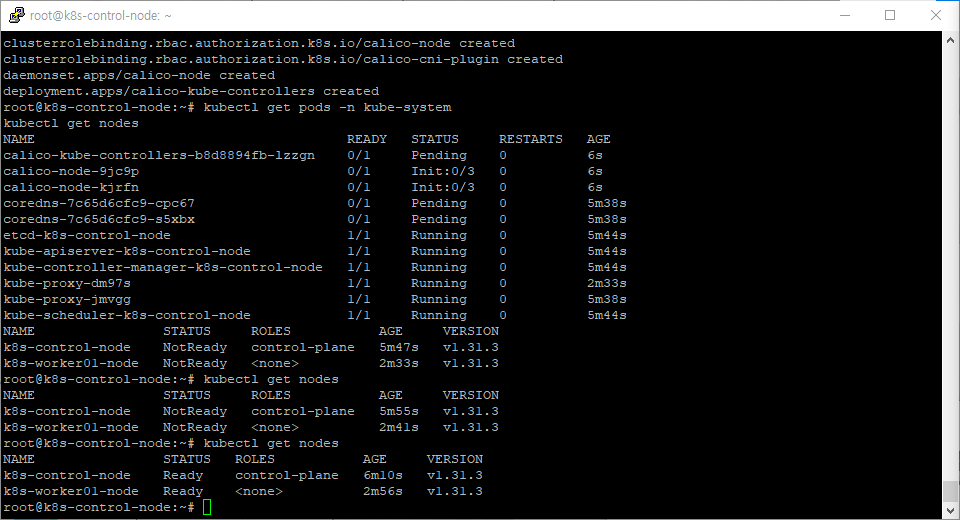 root@k8s-control-node: ~
clusterrolebinding.rbac.authorization.k8s.io/calico-node created
clusterrolebinding.rbac.authorization.k8s.io/calico-cni-plugin created
daemonset.apps/calico-node created
deployment.apps/calico-kube-controllers created
root@k8s-control-node:~# kubectl get pods -n kube-system
kubectl get nodes
NAME                                       READY   STATUS     RESTARTS   AGE
calico-kube-controllers-b8d8894fb-lzzgn    0/1     Pending    0          6s
calico-node-9jc9p                          0/1     Init:0/3   0          6s
calico-node-kjrfn                          0/1     Init:0/3   0          6s
coredns-7c65d6cfc9-cpc67                   0/1     Pending    0          5m38s
coredns-7c65d6cfc9-s5xbx                   0/1     Pending    0          5m38s
etcd-k8s-control-node                      1/1     Running    0          5m44s
kube-apiserver-k8s-control-node            1/1     Running    0          5m44s
kube-controller-manager-k8s-control-node   1/1     Running    0          5m44s
kube-proxy-dm97s                           1/1     Running    0          2m33s
kube-proxy-jmvgg                           1/1     Running    0          5m38s
kube-scheduler-k8s-control-node            1/1     Running    0          5m44s
NAME                STATUS     ROLES           AGE     VERSION
k8s-control-node    NotReady   control-plane   5m47s   v1.31.3
k8s-worker01-node   NotReady   <none>          2m33s   v1.31.3
root@k8s-control-node:~# kubectl get nodes
NAME                STATUS     ROLES           AGE     VERSION
k8s-control-node    NotReady   control-plane   5m55s   v1.31.3
k8s-worker01-node   NotReady   <none>          2m41s   v1.31.3
root@k8s-control-node:~# kubectl get nodes
NAME                STATUS   ROLES           AGE     VERSION
k8s-control-node    Ready    control-plane   6m10s   v1.31.3
k8s-worker01-node   Ready    <none>          2m56s   v1.31.3
root@k8s-control-node:~#